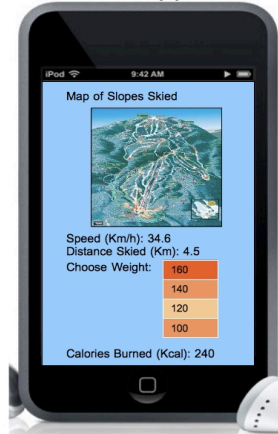 iPod 9:42 AM
Map of Slopes Skied
Speed (Km/h): 34.6
Distance Skied (Km): 4.5
Choose Weight: 160
140
120
100
Calories Burned (Kcal): 240